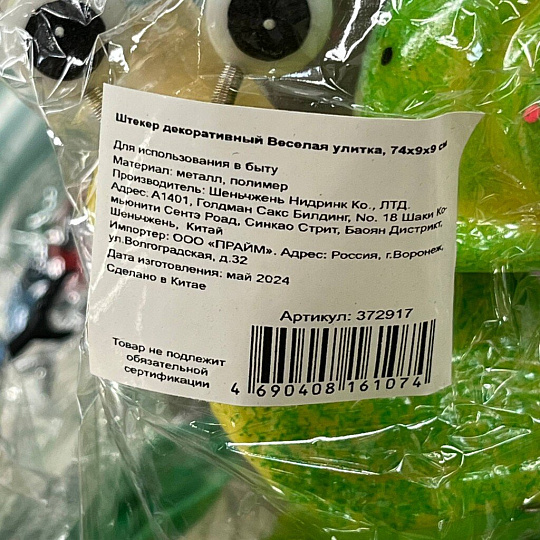 Штекер декоративный Веселая улитка, 74х9х9 см
Для использования в быту
Материал: металл, полимер
Производитель: Шеньчжень Нидринк Ко., ЛТД.
Адрес: А1401, Голдман Сакс Билдинг, No. 18 Шаки Ко-
мьюнити Сентэ Роад, Синкао Стрит, Баоян Дистрикт,
Шеньчжень, Китай
Импортер: ООО «ПРАЙМ». Адрес: Россия, г.Воронеж,
ул.Волгоградская, д.32
Дата изготовления: май 2024
Сделано в Китае
Артикул: 372917
Товар не подлежит
обязательной
сертификации
4 690408 161074